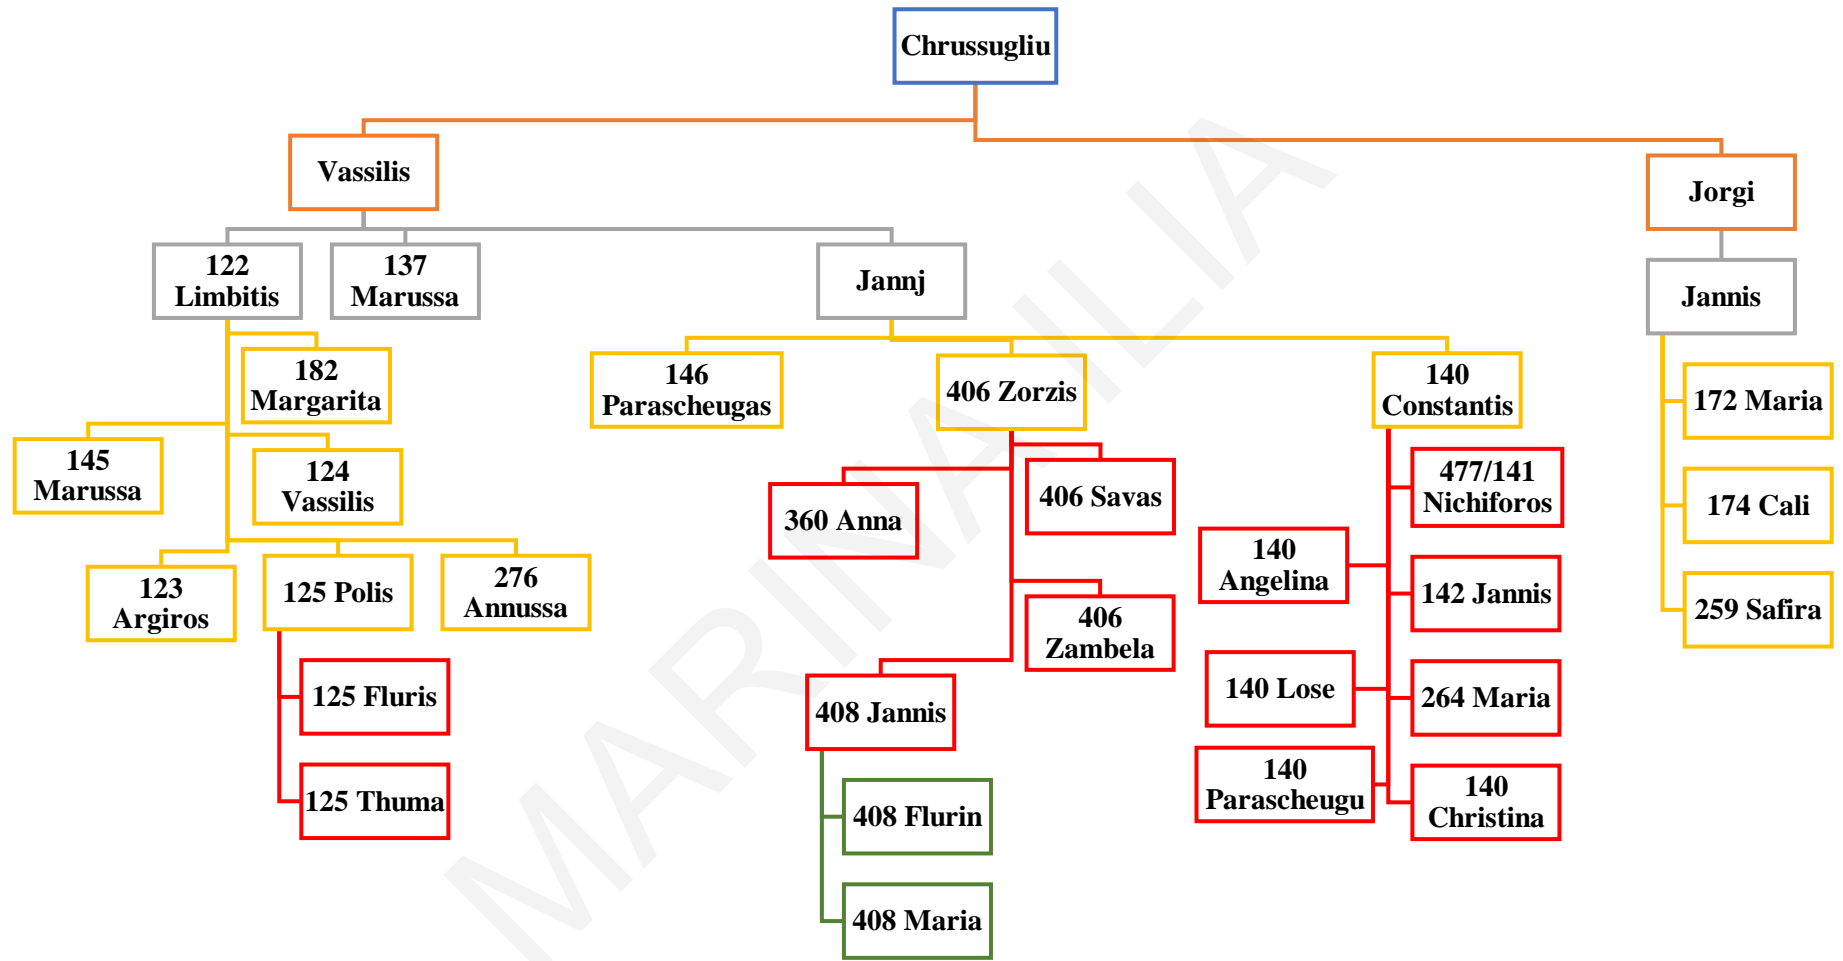 Chrussugliu
Vassilis
Jorgi
122
Limbitis
137
Marussa
Jannj
Jannis
182
Margarita
146
Parascheugas
406 Zorzis
140
Constantis
172 Maria
145
Marussa
124
Vassilis
360 Anna
406 Savas
477/141
Nichiforos
174 Cali
123
Argiros
125 Polis
276
Annussa
140
Angelina
142 Jannis
259 Safira
406
Zambela
125 Fluris
408 Jannis
140 Lose
264 Maria
125 Thuma
408 Flurin
140
Parascheugu
140
Christina
408 Maria
MARINA ILIA